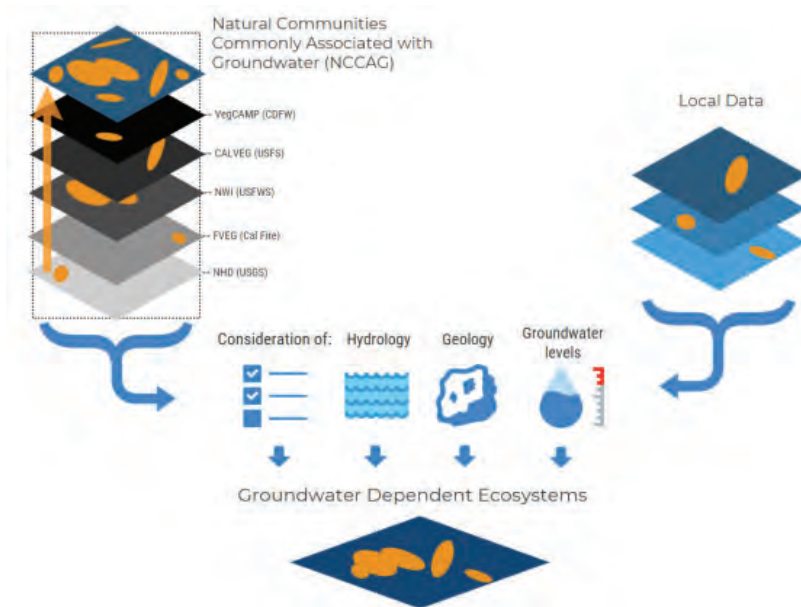 Natural Communities
Commonly Associated with
Groundwater (NCCAG)
VegCAMP (CDFW)
CALVEG (USFS)
NWI (USFWS)
FVEG (Cal Fire)
NHD (USGS)
Local Data
Consideration of:
Hydrology
Geology
Groundwater
levels
Groundwater Dependent Ecosystems